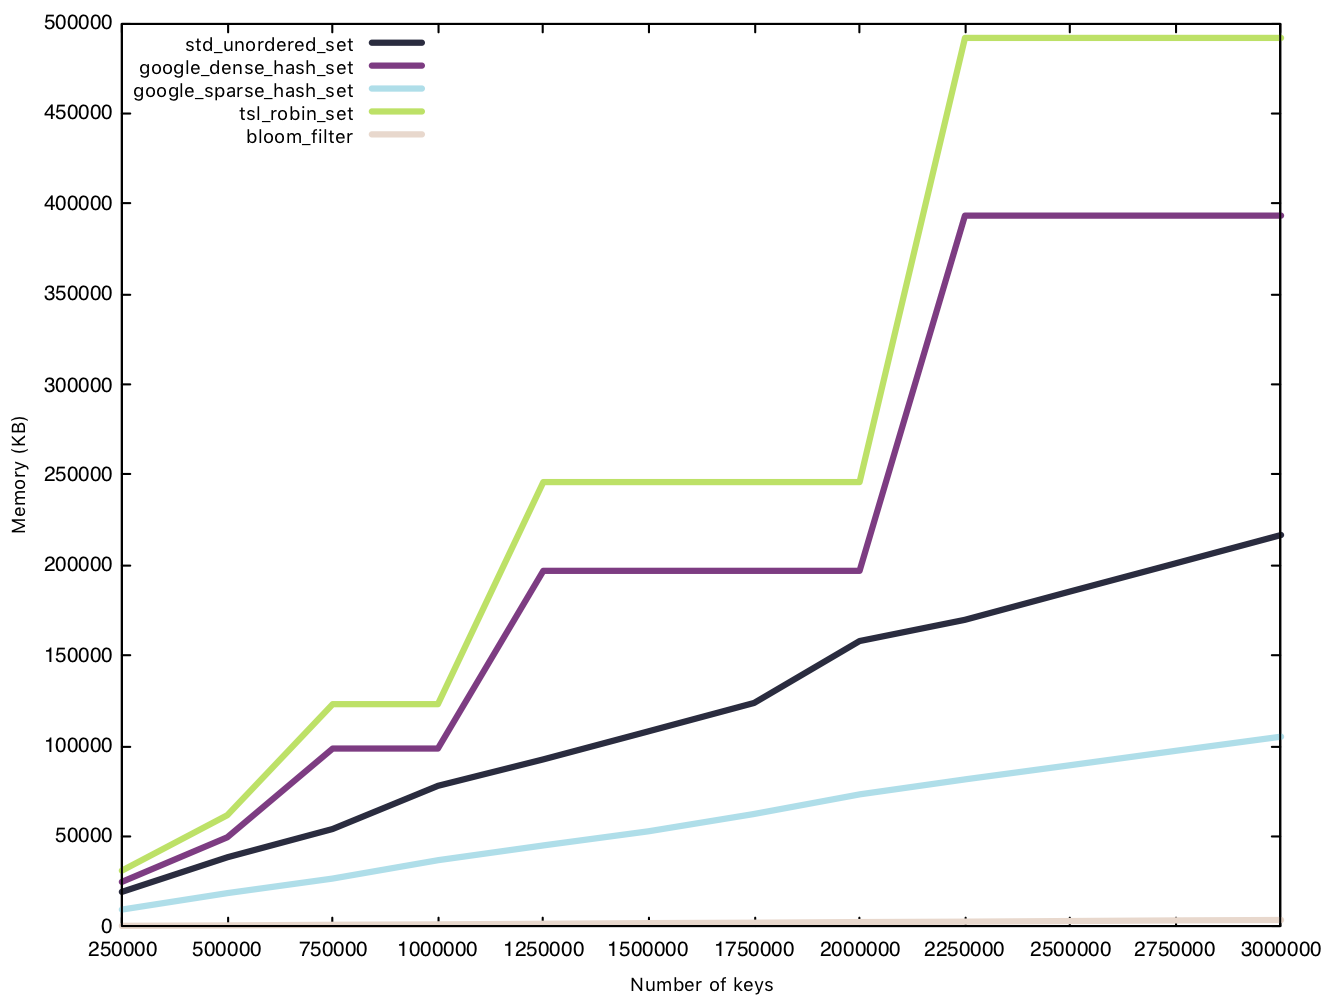 500000
450000
400000
350000
300000
250000
200000
150000
100000
50000
0
Memory (KB)
std_unordered_set
google_dense_hash_set
google_sparse_hash_set
tsl_robin_set
bloom_filter
250000 500000 750000 1000000 1250000 1500000 1750000 2000000 2250000 2500000 2750000 3000000
Number of keys